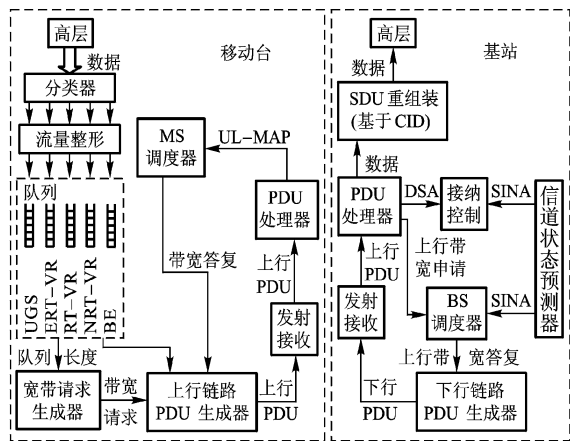 高层
移动台
数据
分类器
流量整形
队列
UGS
ERT-VR
RT-VR
NRT-VR
BE
MS
调度器
UL-MAP
PDU
处理器
带宽答复
上行
PDU
发射
接收
队列 长度
宽带请求
生成器
带宽
请求
上行链路
PDU 生成器
上行
PDU
高层
基站
数据
SDU 重组装
(基于 CID)
数据
PDU
处理器
DSA
接纳
控制
SINA
信道状态预测器
上行
PDU
上行带
宽申请
发射
接收
BS
调度器
SINA
上行带 宽答复
下行
PDU
下行链路
PDU 生成器